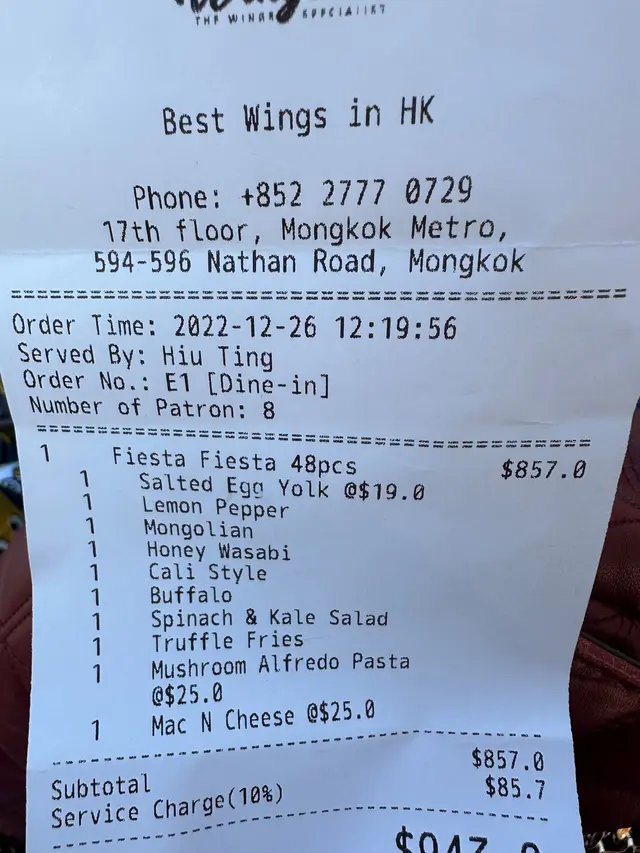 THE WINGS SPECIALIST
Best Wings in HK
Phone: +852 2777 0729
17th floor, Mongkok Metro,
594-596 Nathan Road, Mongkok
Order Time: 2022-12-26 12:19:56
Served By: Hiu Ting
Order No.: E1 [Dine-in]
Number of Patron: 8
1 Fiesta Fiesta 48pcs $857.0
1 Salted Egg Yolk @$19.0
1 Lemon Pepper
1 Mongolian
1 Honey Wasabi
1 Cali Style
1 Buffalo
1 Spinach & Kale Salad
1 Truffle Fries
1 Mushroom Alfredo Pasta
@$25.0
1 Mac N Cheese @$25.0
Subtotal $857.0
Service Charge(10%) $85.7